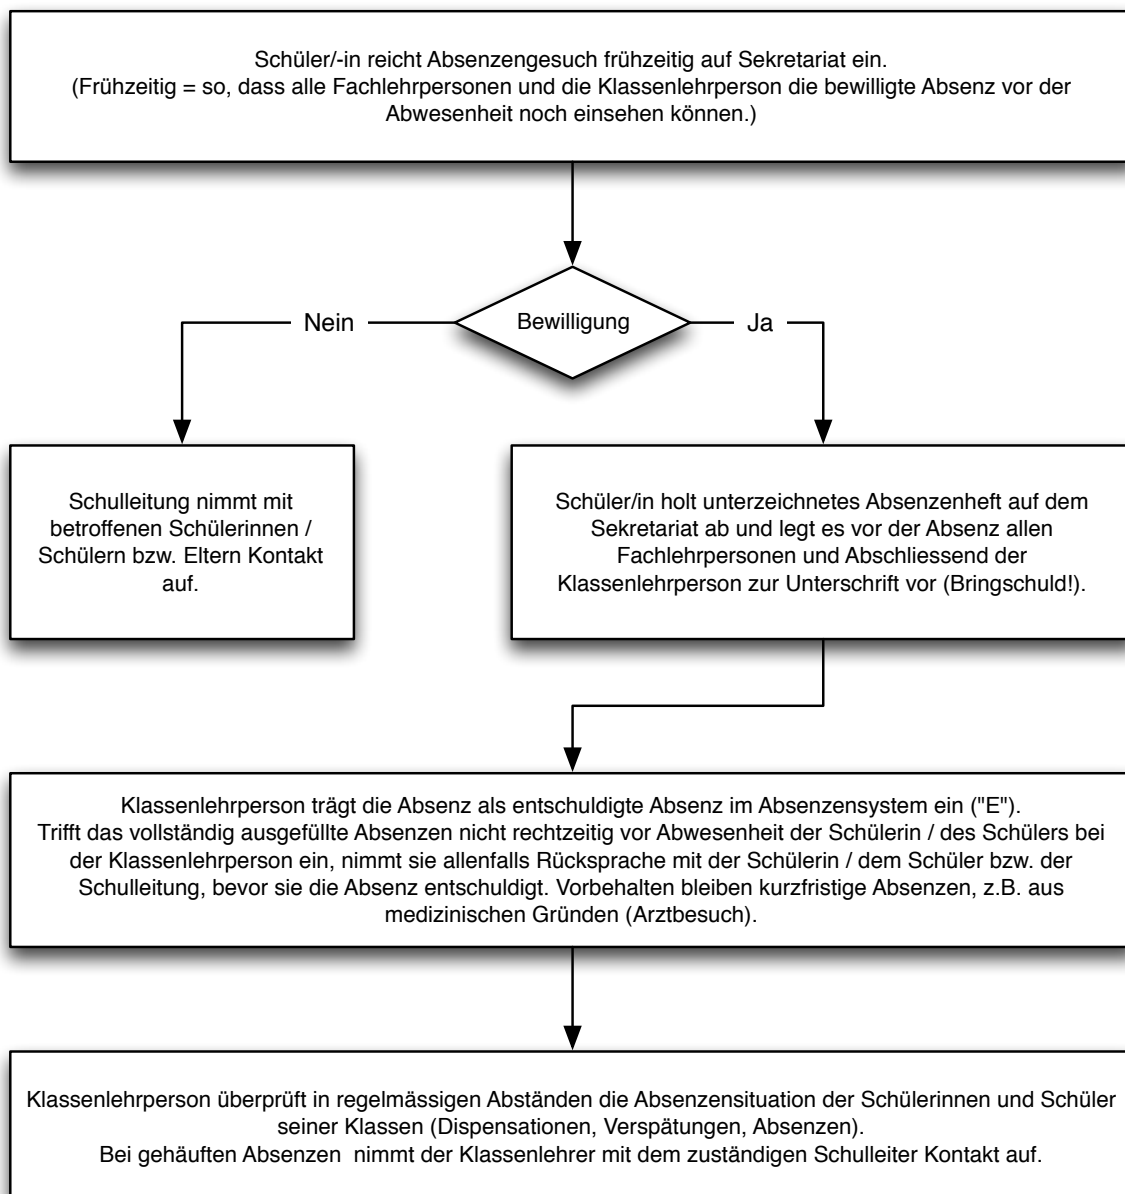 Schüler/-in reicht Absenzengesuch frühzeitig auf Sekretariat ein.
(Frühzeitig = so, dass alle Fachlehrpersonen und die Klassenlehrperson die bewilligte Absenz vor der
Abwesenheit noch einsehen können.)
Nein
Bewilligung
Ja
Schulleitung nimmt mit
betroffenen Schülerinnen /
Schülern bzw. Eltern Kontakt
auf.
Schüler/in holt unterzeichnetes Absenzenheft auf dem
Sekretariat ab und legt es vor der Absenz allen
Fachlehrpersonen und Abschliessend der
Klassenlehrperson zur Unterschrift vor (Bringschuld!).
Klassenlehrperson trägt die Absenz als entschuldigte Absenz im Absenzensystem ein ("E").
Trifft das vollständig ausgefüllte Absenzen nicht rechtzeitig vor Abwesenheit der Schülerin / des Schülers bei
der Klassenlehrperson ein, nimmt sie allenfalls Rücksprache mit der Schülerin / dem Schüler bzw. der
Schulleitung, bevor sie die Absenz entschuldigt. Vorbehalten bleiben kurzfristige Absenzen, z.B. aus
medizinischen Gründen (Arztbesuch).
Klassenlehrperson überprüft in regelmässigen Abständen die Absenzensituation der Schülerinnen und Schüler
seiner Klassen (Dispensationen, Verspätungen, Absenzen).
Bei gehäuften Absenzen  nimmt der Klassenlehrer mit dem zuständigen Schulleiter Kontakt auf.